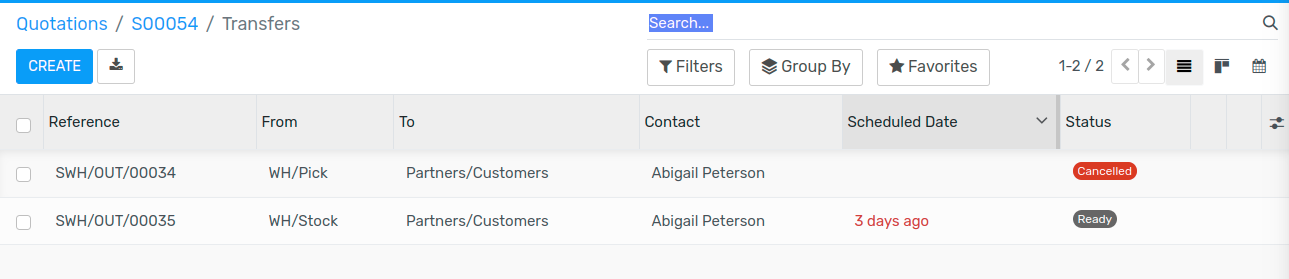 Quotations / S00054 / Transfers
Search...
CREATE
Filters
Group By
Favorites
1-2 / 2
Reference From To Contact Scheduled Date Status
SWH/OUT/00034 WH/Pick Partners/Customers Abigail Peterson Cancelled
SWH/OUT/00035 WH/Stock Partners/Customers Abigail Peterson 3 days ago Ready